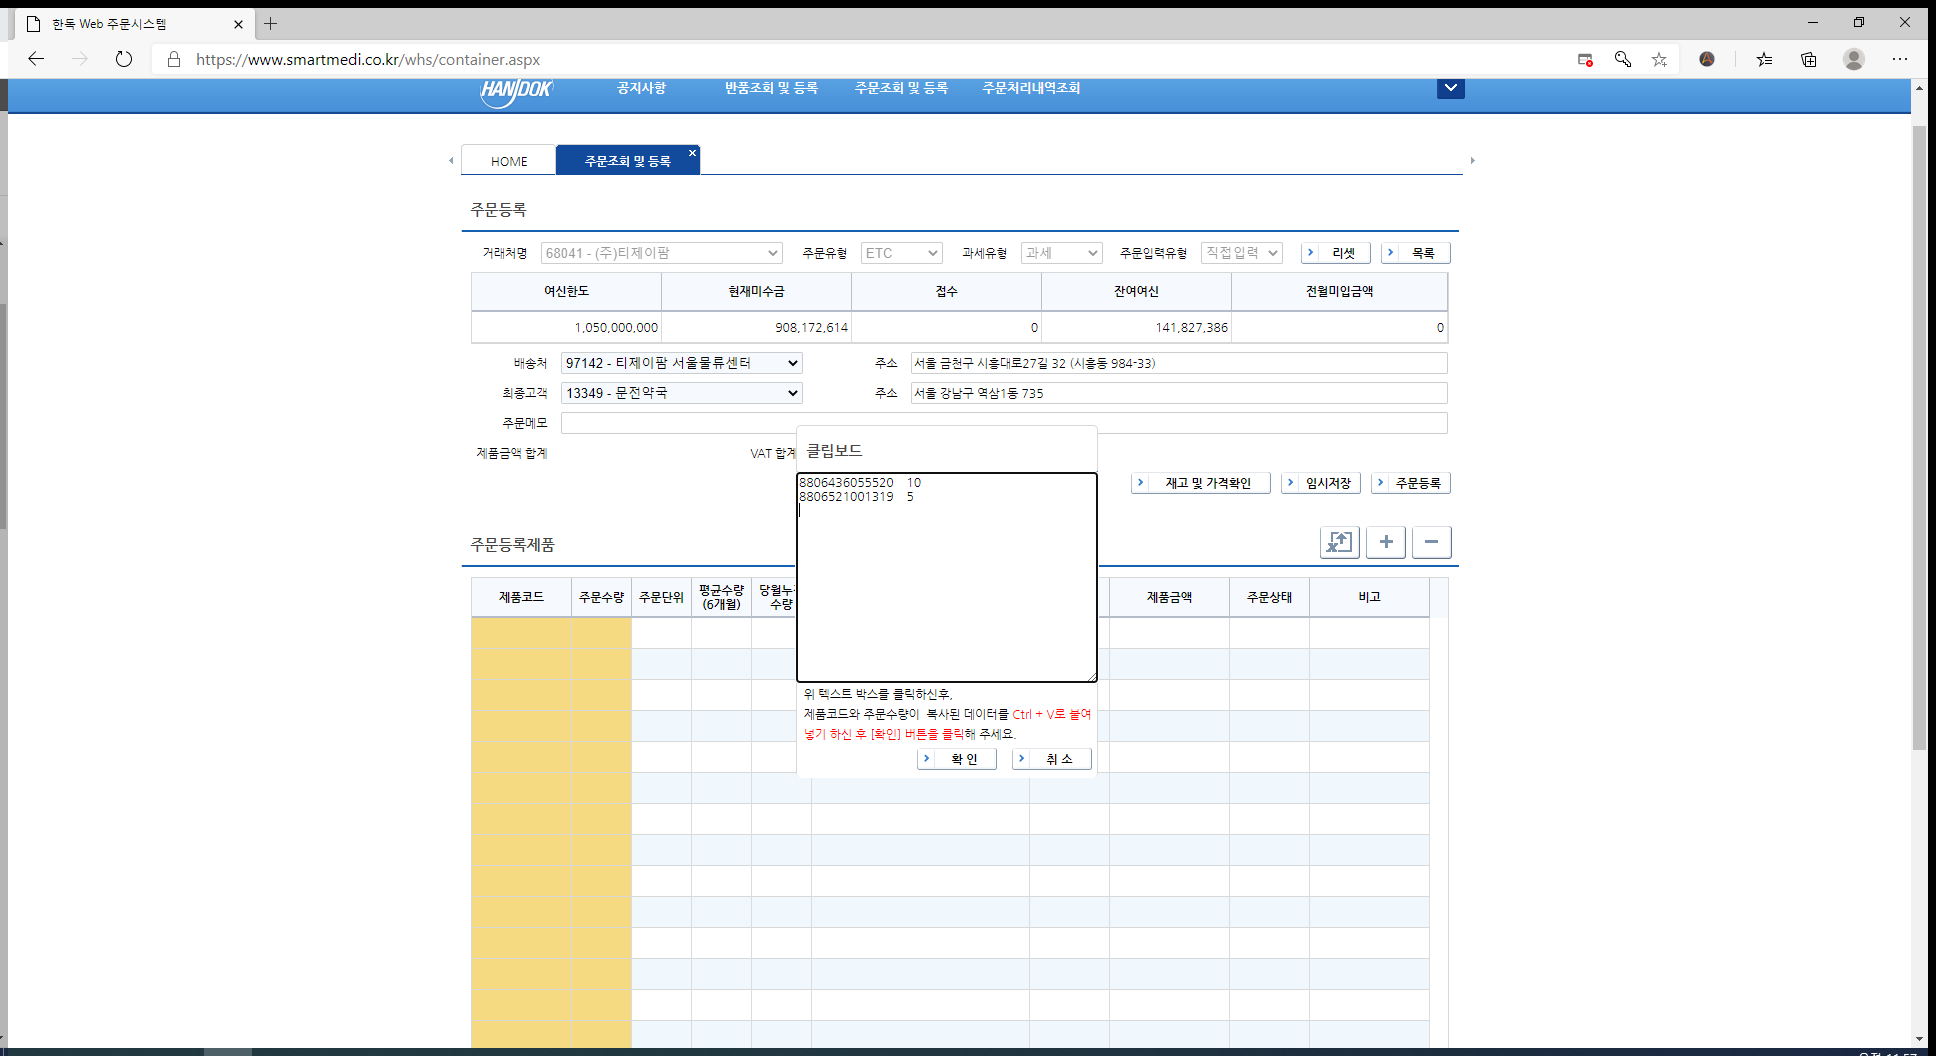 한독 Web 주문시스템
https://www.smartmedi.co.kr/whs/container.aspx
HANDOK 공지사항 반품조회 및 등록 주문조회 및 등록 주문처리내역조회
HOME 주문조회 및 등록
주문등록
거래처명 68041 - (주)티제이팜 주문유형 ETC 과세유형 과세 주문입력유형 직접입력 리셋 목록
여신한도 현재미수금 접수 잔여여신 전월미입금액
1,050,000,000 908,172,614 0 141,827,386 0
배송처 97142 - 티제이팜 서울물류센터 주소 서울 금천구 시흥대로27길 32 (시흥동 984-33)
최종고객 13349 - 문전약국 주소 서울 강남구 역삼1동 735
주문메모
제품금액 합계 VAT 합계
클립보드
8806436055520 10
8806521001319 5
재고 및 가격확인 임시저장 주문등록
주문등록제품
제품코드 주문수량 주문단위 평균수량 당월누 제품금액 주문상태 비고
(6개월) 수량
위 텍스트 박스를 클릭하신후,
제품코드와 주문수량이 복사된 데이터를 Ctrl + V로 붙여
넣기 하신 후 [확인] 버튼을 클릭해 주세요.
확 인 취 소